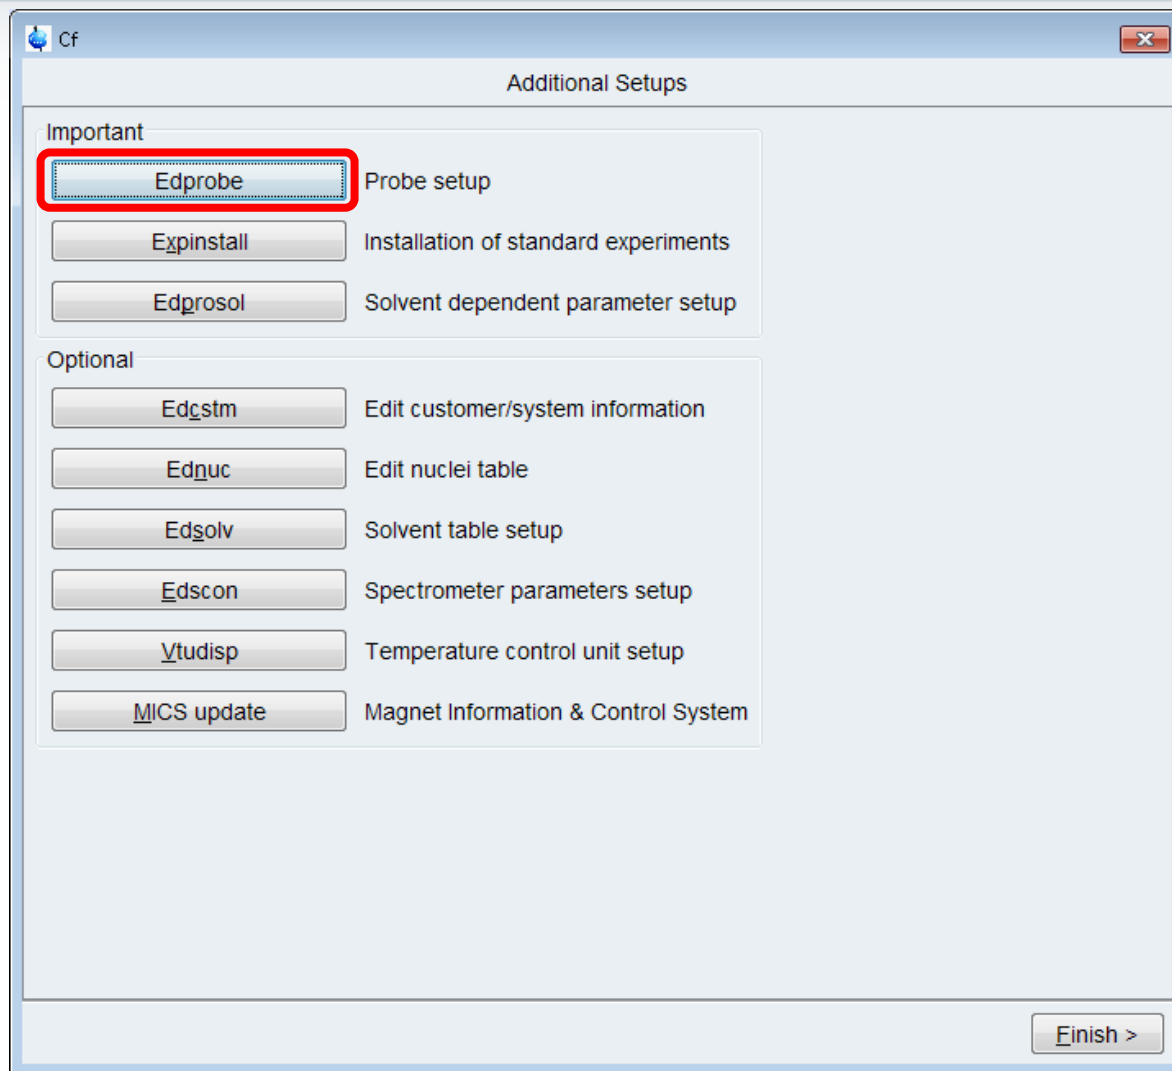 Cf
Additional Setups
Important
Edprobe Probe setup
Expinstall Installation of standard experiments
Edprosol Solvent dependent parameter setup
Optional
Edcstm Edit customer/system information
Ednuc Edit nuclei table
Edsolv Solvent table setup
Edscon Spectrometer parameters setup
Vtudisp Temperature control unit setup
MICS update Magnet Information & Control System
Finish >